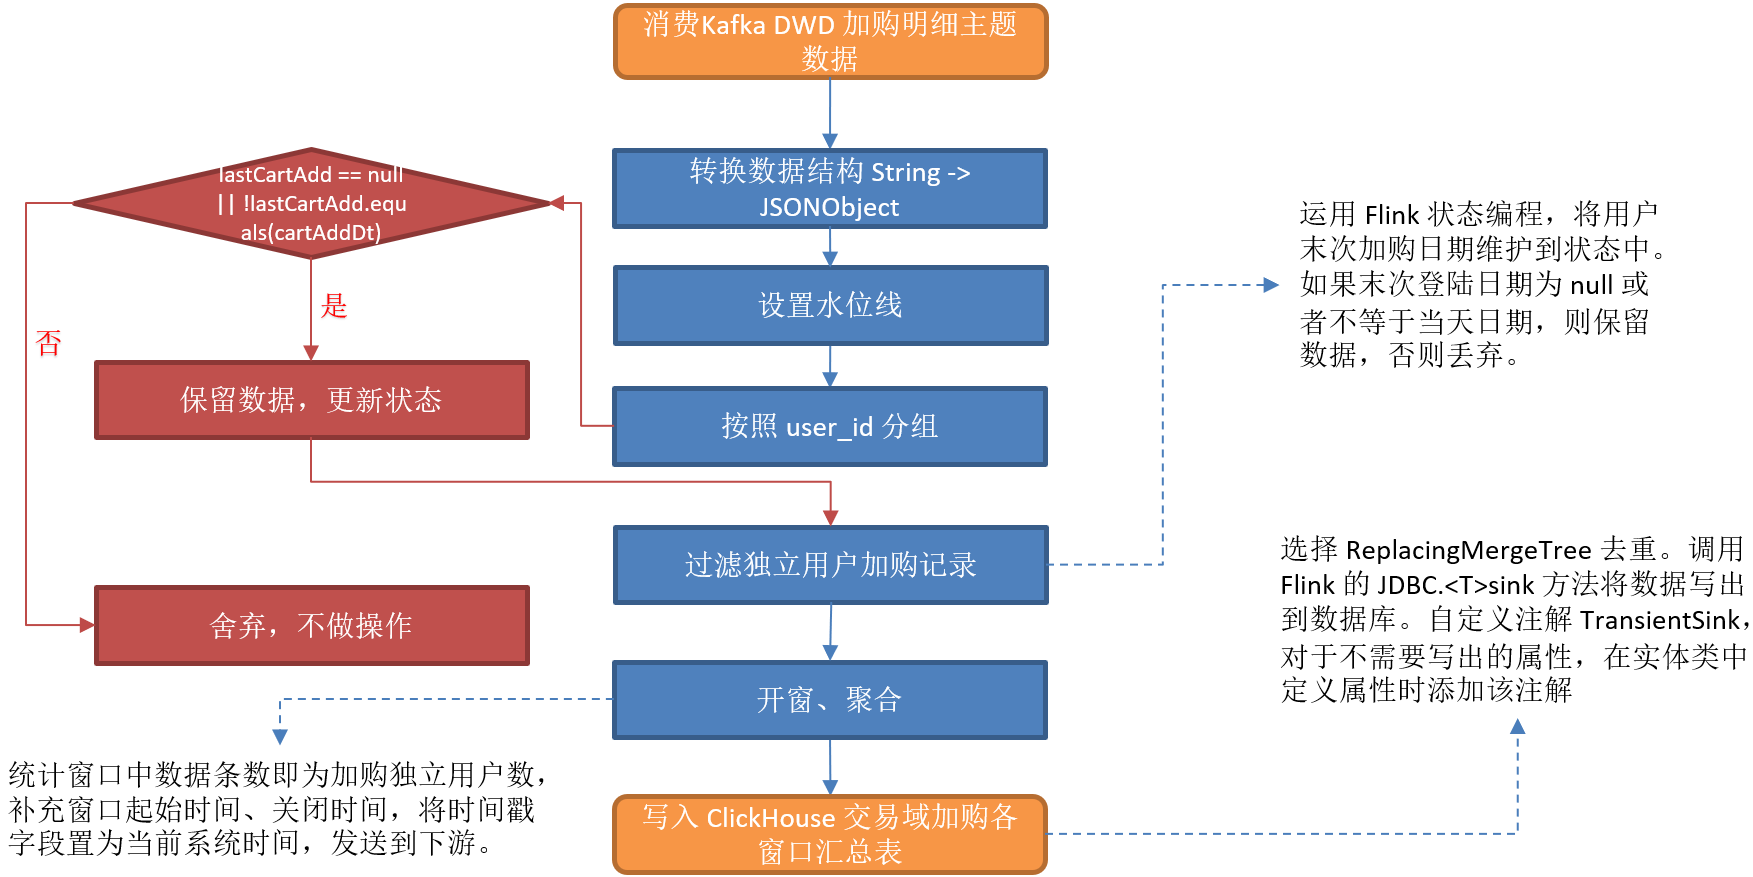 消费Kafka DWD 加购明细主题
数据
转换数据结构 String ->
JSONObject
设置水位线
按照 user_id 分组
lastCartAdd == null
|| !lastCartAdd.equ
als(cartAddDt)
是
否
保留数据，更新状态
舍弃，不做操作
过滤独立用户加购记录
运用 Flink 状态编程，将用户
末次加购日期维护到状态中。
如果末次登陆日期为 null 或
者不等于当天日期，则保留
数据，否则丢弃。
开窗、聚合
统计窗口中数据条数即为加购独立用户数，
补充窗口起始时间、关闭时间，将时间戳
字段置为当前系统时间，发送到下游。
写入 ClickHouse 交易域加购各
窗口汇总表
选择 ReplacingMergeTree 去重。调用
Flink 的 JDBC.<T>sink 方法将数据写出
到数据库。自定义注解 TransientSink，
对于不需要写出的属性，在实体类中
定义属性时添加该注解